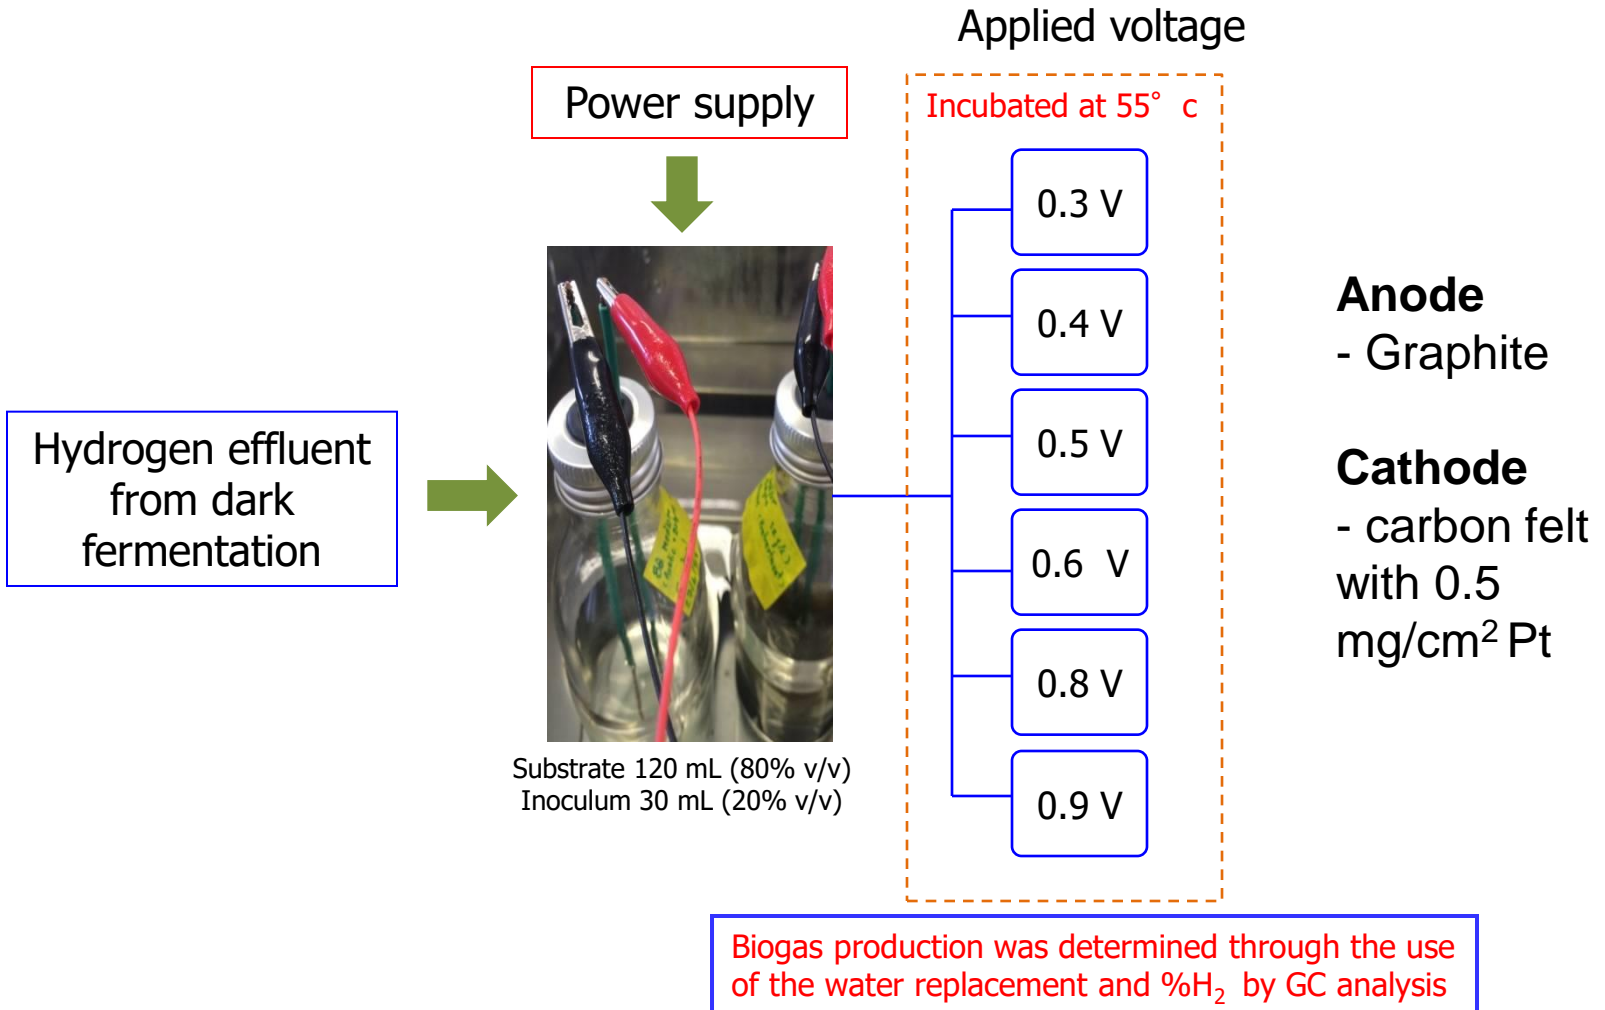 Applied voltage
Power supply
Incubated at 55° c
0.3 V
0.4 V
0.5 V
0.6 V
0.8 V
0.9 V
Hydrogen effluent
from dark
fermentation
Substrate 120 mL (80% v/v)
Inoculum 30 mL (20% v/v)
Anode
- Graphite
Cathode
- carbon felt
with 0.5
mg/cm² Pt
Biogas production was determined through the use
of the water replacement and %H₂ by GC analysis